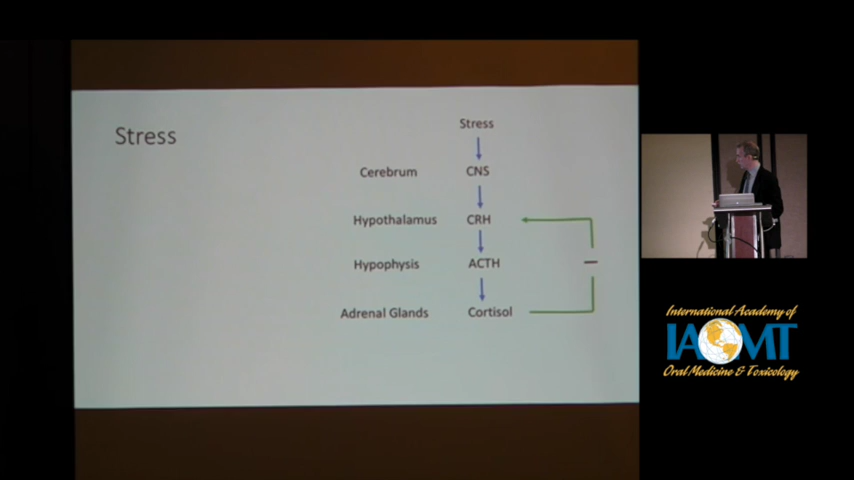 Stress
Stress
Cerebrum CNS
Hypothalamus CRH
Hypophysis ACTH
–
Adrenal Glands Cortisol
International Academy of
IAOMT
Oral Medicine & Toxicology